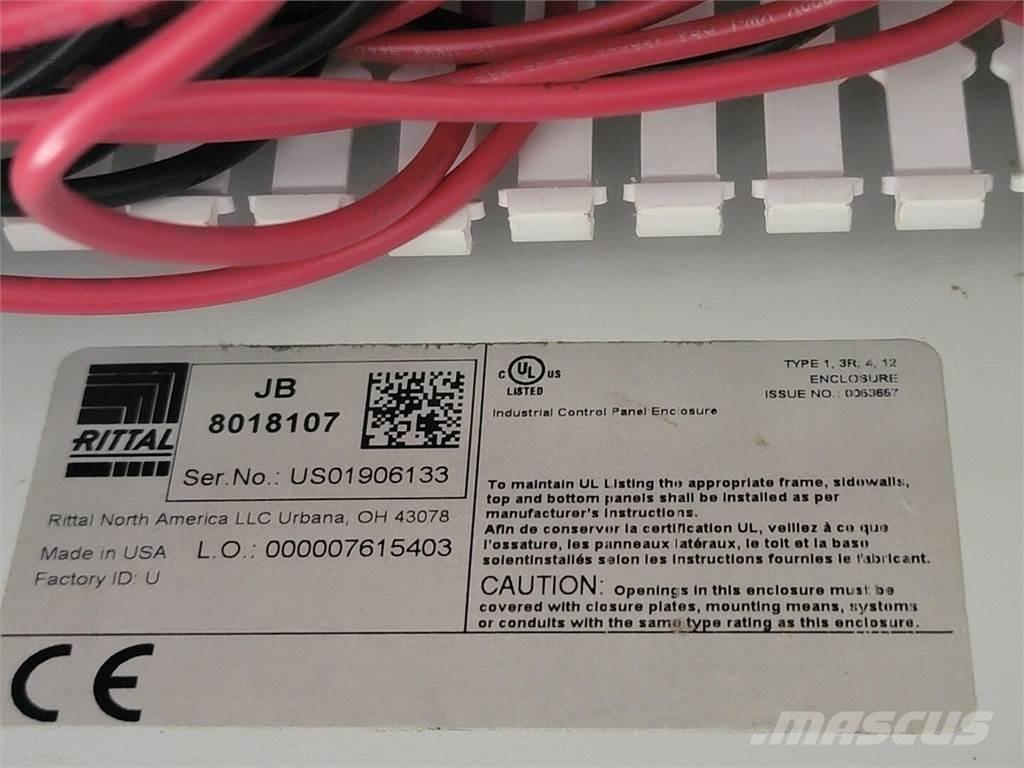 RITTAL
JB
8018107
Ser.No.: US01906133
Rittal North America LLC Urbana, OH 43078
Made in USA L.O.: 000007615403
Factory ID: U
C UL US
LISTED
TYPE 1, 3R, 4, 12
ENCLOSURE
ISSUE NO.: 0053657
Industrial Control Panel Enclosure
To maintain UL Listing the appropriate frame, sidewalls,
top and bottom panels shall be installed as per
manufacturer's instructions.
Afin de conserver la certification UL, veillez à ce que
l'ossature, les panneaux latéraux, le toit et la base
soientinstallés selon les instructions fournies le fabricant.
CAUTION: Openings in this enclosure must be
covered with closure plates, mounting means, systems
or conduits with the same type rating as this enclosure.
CE
MASCUS